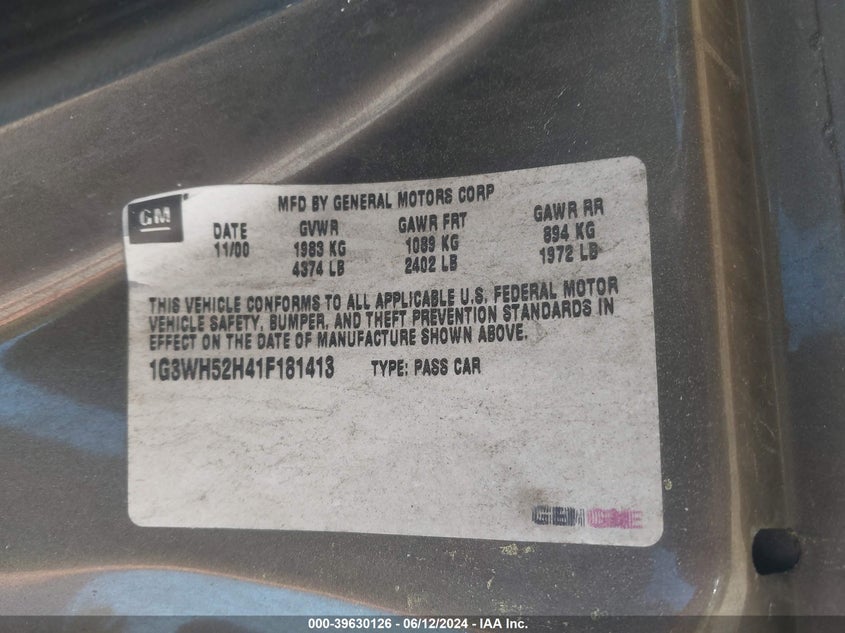 MFD BY GENERAL MOTORS CORP
GM
DATE GVWR GAWR FRT GAWR RR
11/00 1983 KG 1089 KG 894 KG
4374 LB 2402 LB 1972 LB
THIS VEHICLE CONFORMS TO ALL APPLICABLE U.S. FEDERAL MOTOR
VEHICLE SAFETY, BUMPER, AND THEFT PREVENTION STANDARDS IN
EFFECT ON THE DATE OF MANUFACTURE SHOWN ABOVE.
1G3WH52H41F181413 TYPE: PASS CAR
000-39630126 - 06/12/2024 - IAA Inc.